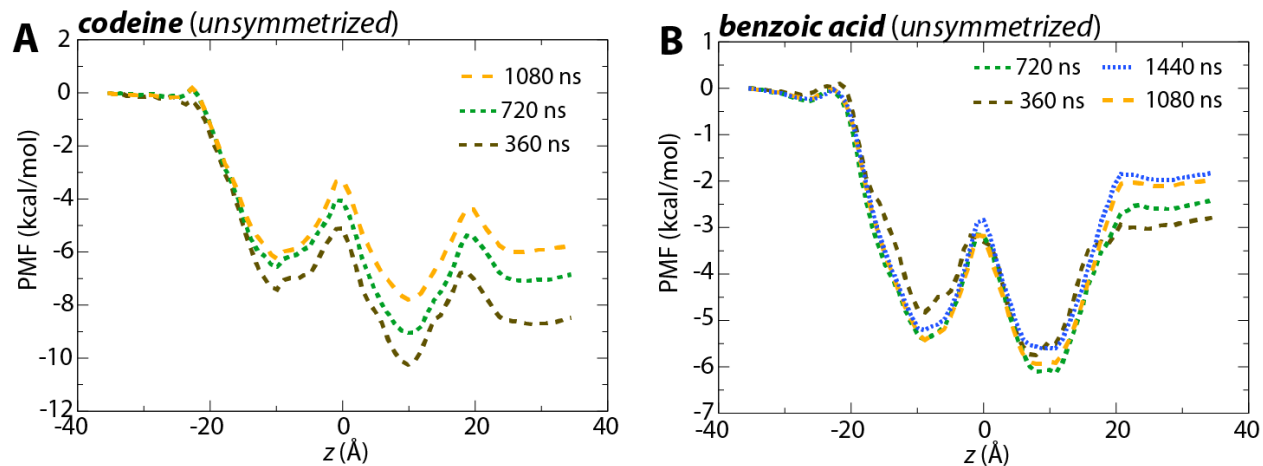 A
codeine (unsymmetrized)
2
0
-2
-4
-6
-8
-10
-12
PMF (kcal/mol)
1080 ns
720 ns
360 ns
-40
-20
0
20
40
z (Å)
B
benzoic acid (unsymmetrized)
1
0
-1
-2
-3
-4
-5
-6
-7
PMF (kcal/mol)
720 ns
1440 ns
360 ns
1080 ns
-40
-20
0
20
40
z (Å)